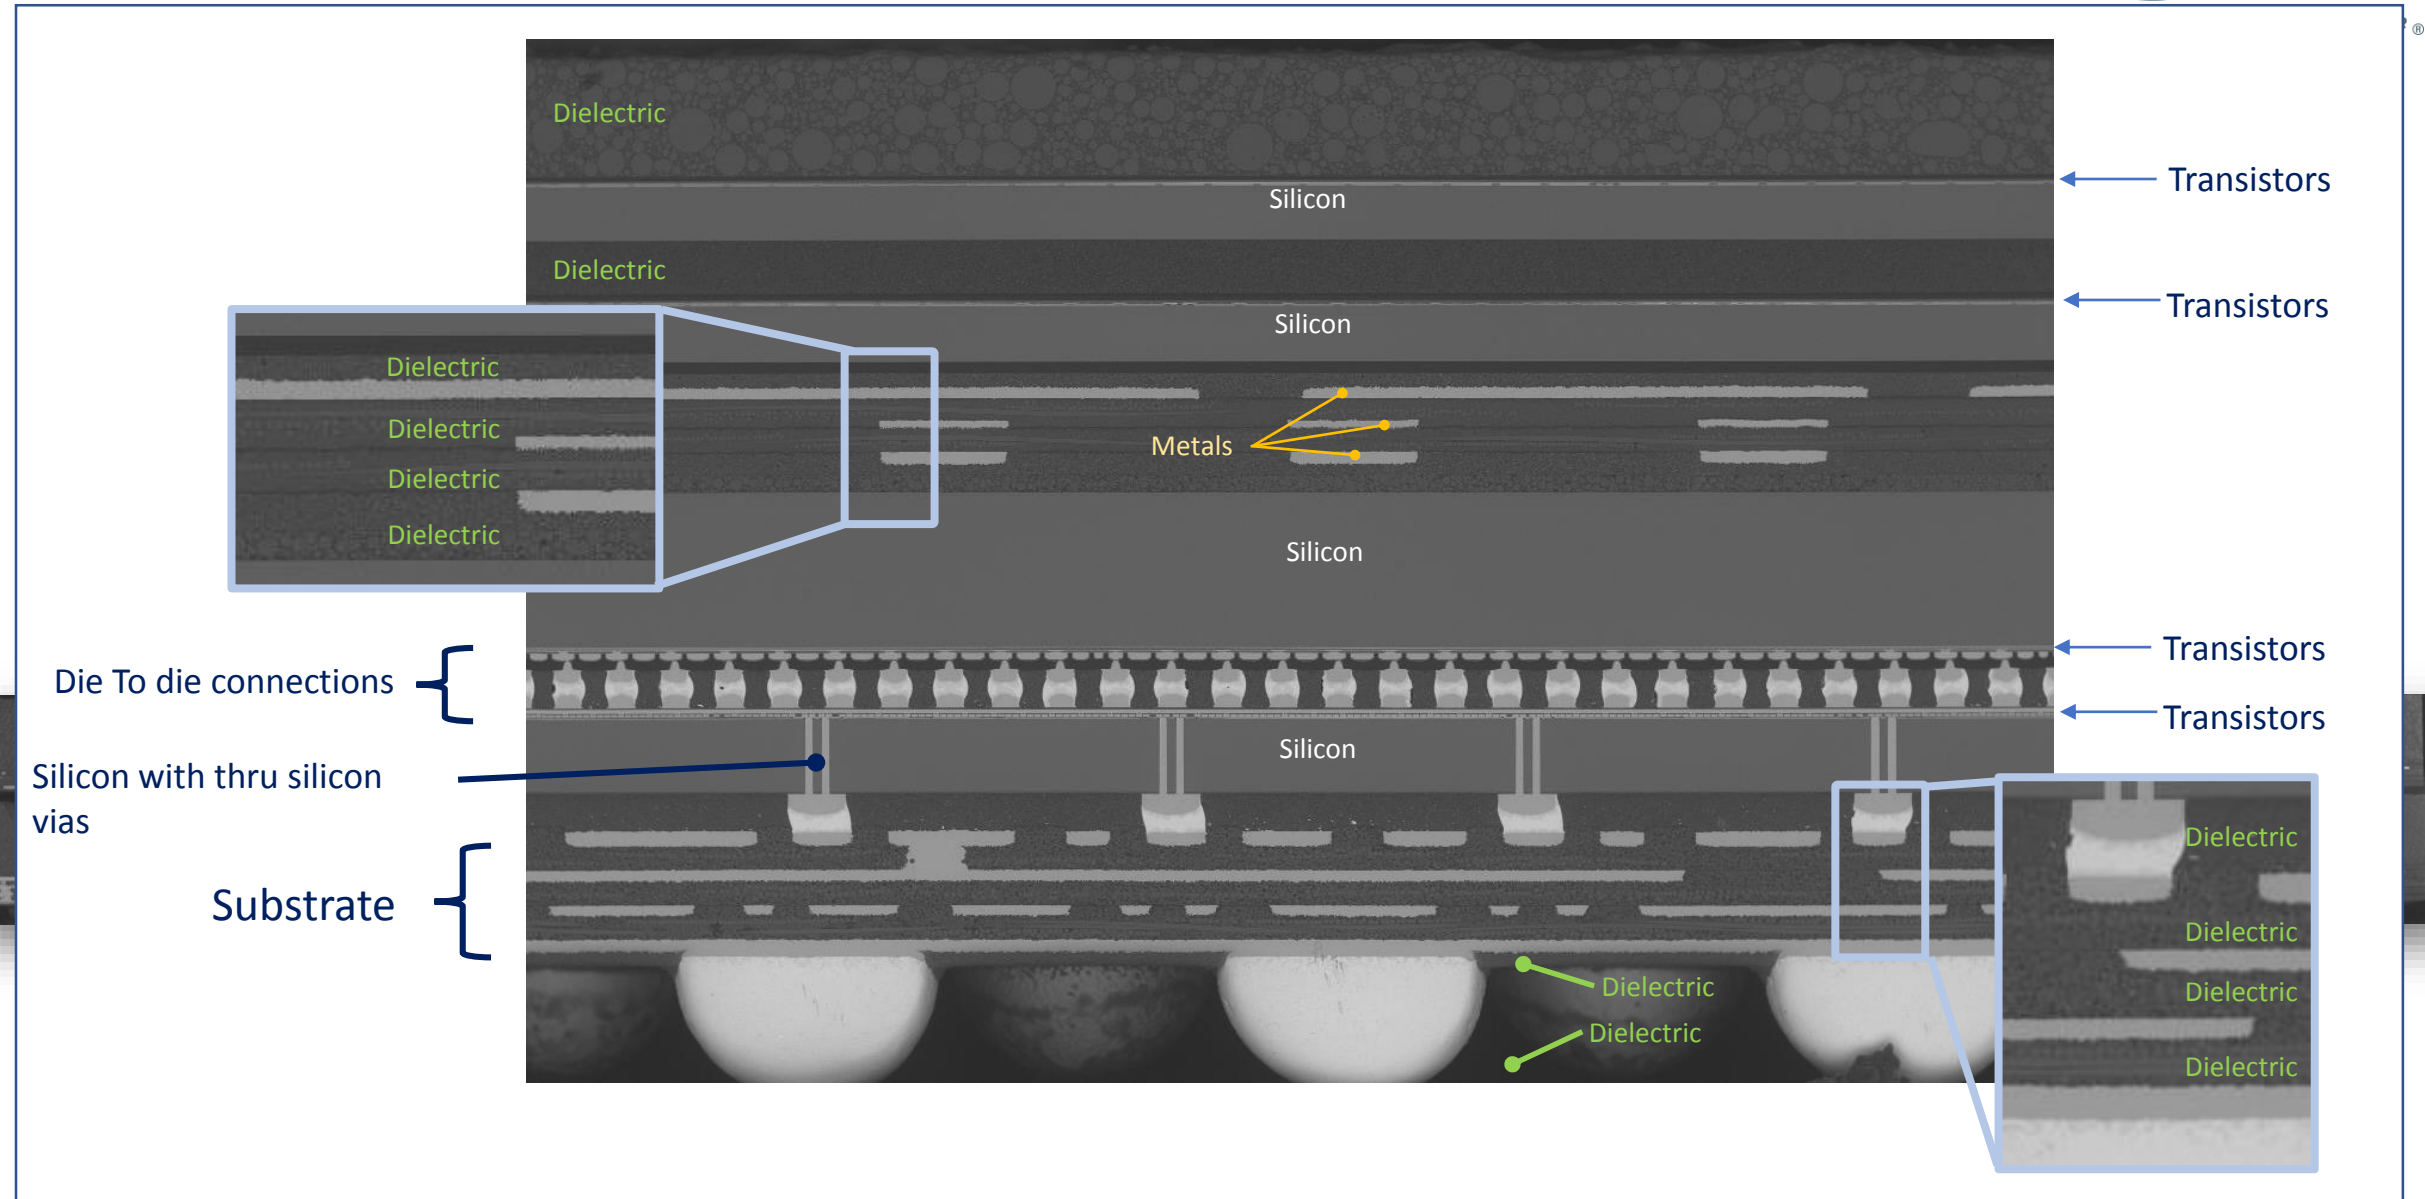 ®
Dielectric
Transistors
Silicon
Dielectric
Transistors
Silicon
Dielectric
Dielectric
Dielectric
Dielectric
Metals
Silicon
Transistors
Die To die connections
Transistors
Silicon
Silicon with thru silicon
vias
Substrate
Dielectric
Dielectric
Dielectric
Dielectric
Dielectric
Dielectric